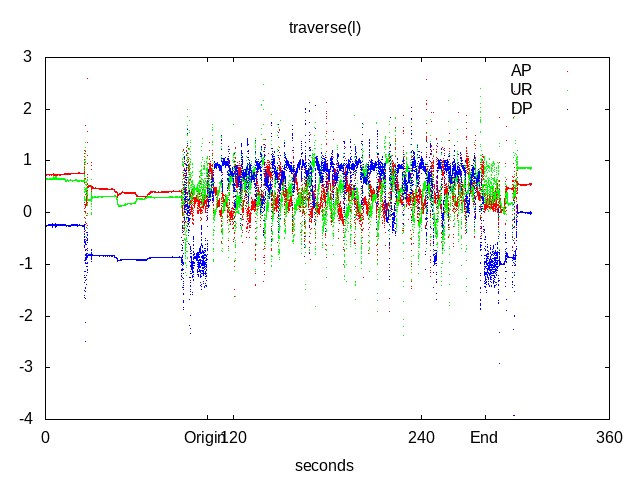 traverse(l)
3
AP
UR
DP
2
1
0
-1
-2
-3
-4
0 Origin 120 240 End 360
seconds